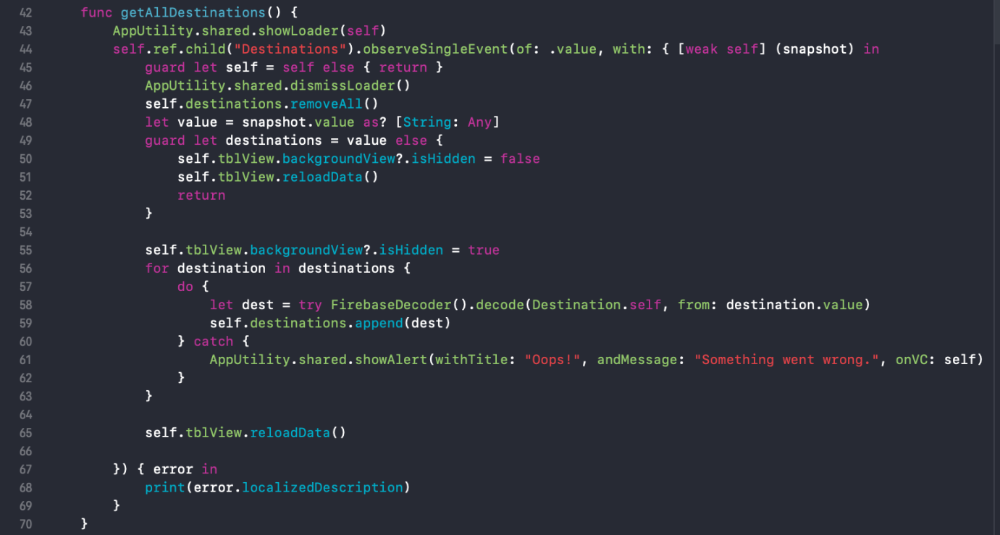 42 func getAllDestinations() {
43 AppUtility.shared.showLoader(self)
44 self.ref.child("Destinations").observeSingleEvent(of: .value, with: { [weak self] (snapshot) in
45 guard let self = self else { return }
46 AppUtility.shared.dismissLoader()
47 self.destinations.removeAll()
48 let value = snapshot.value as? [String: Any]
49 guard let destinations = value else {
50 self.tblView.backgroundView?.isHidden = false
51 self.tblView.reloadData()
52 return
53 }
54
55 self.tblView.backgroundView?.isHidden = true
56 for destination in destinations {
57 do {
58 let dest = try FirebaseDecoder().decode(Destination.self, from: destination.value)
59 self.destinations.append(dest)
60 } catch {
61 AppUtility.shared.showAlert(withTitle: "Oops!", andMessage: "Something went wrong.", onVC: self)
62 }
63 }
64
65 self.tblView.reloadData()
66
67 }) { error in
68 print(error.localizedDescription)
69 }
70 }